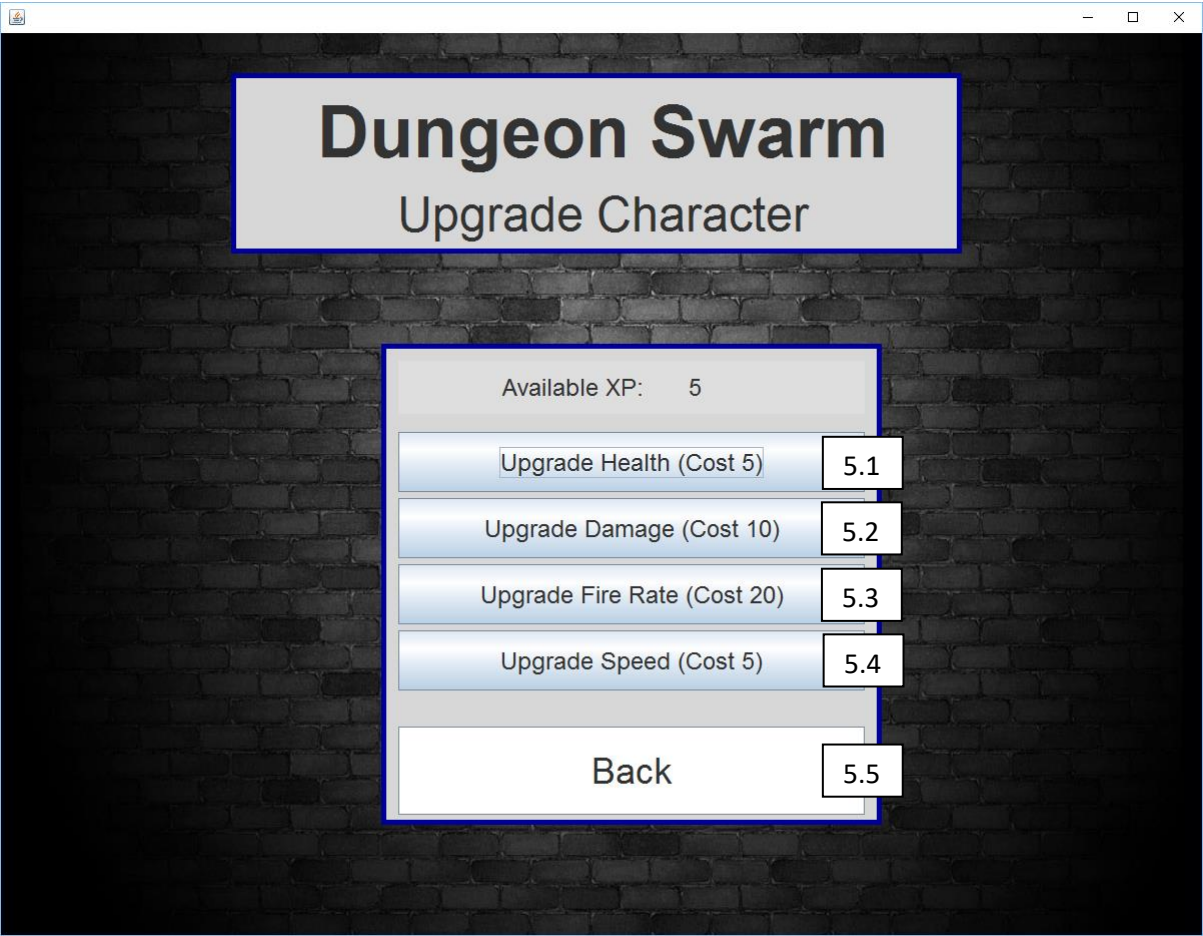 Dungeon Swarm
Upgrade Character
Available XP: 5
Upgrade Health (Cost 5) 5.1
Upgrade Damage (Cost 10) 5.2
Upgrade Fire Rate (Cost 20) 5.3
Upgrade Speed (Cost 5) 5.4
Back 5.5